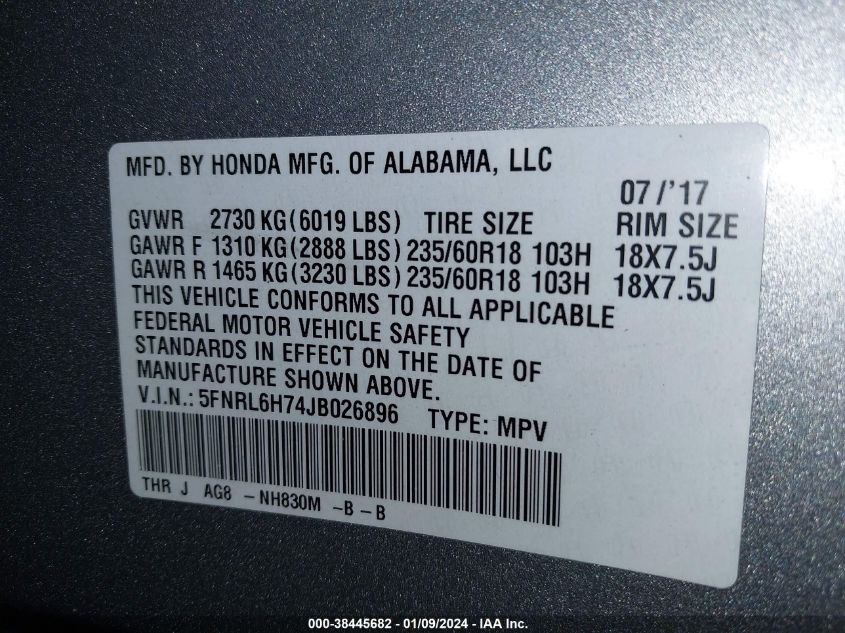 MFD. BY HONDA MFG. OF ALABAMA, LLC
07/'17
GVWR 2730 KG (6019 LBS) TIRE SIZE RIM SIZE
GAWR F 1310 KG (2888 LBS) 235/60R18 103H 18X7.5J
GAWR R 1465 KG (3230 LBS) 235/60R18 103H 18X7.5J
THIS VEHICLE CONFORMS TO ALL APPLICABLE
FEDERAL MOTOR VEHICLE SAFETY
STANDARDS IN EFFECT ON THE DATE OF
MANUFACTURE SHOWN ABOVE.
V.I.N.: 5FNRL6H74JB026896 TYPE: MPV
THR J AG8 -NH830M -B-B
000-38445682 - 01/09/2024 - IAA Inc.